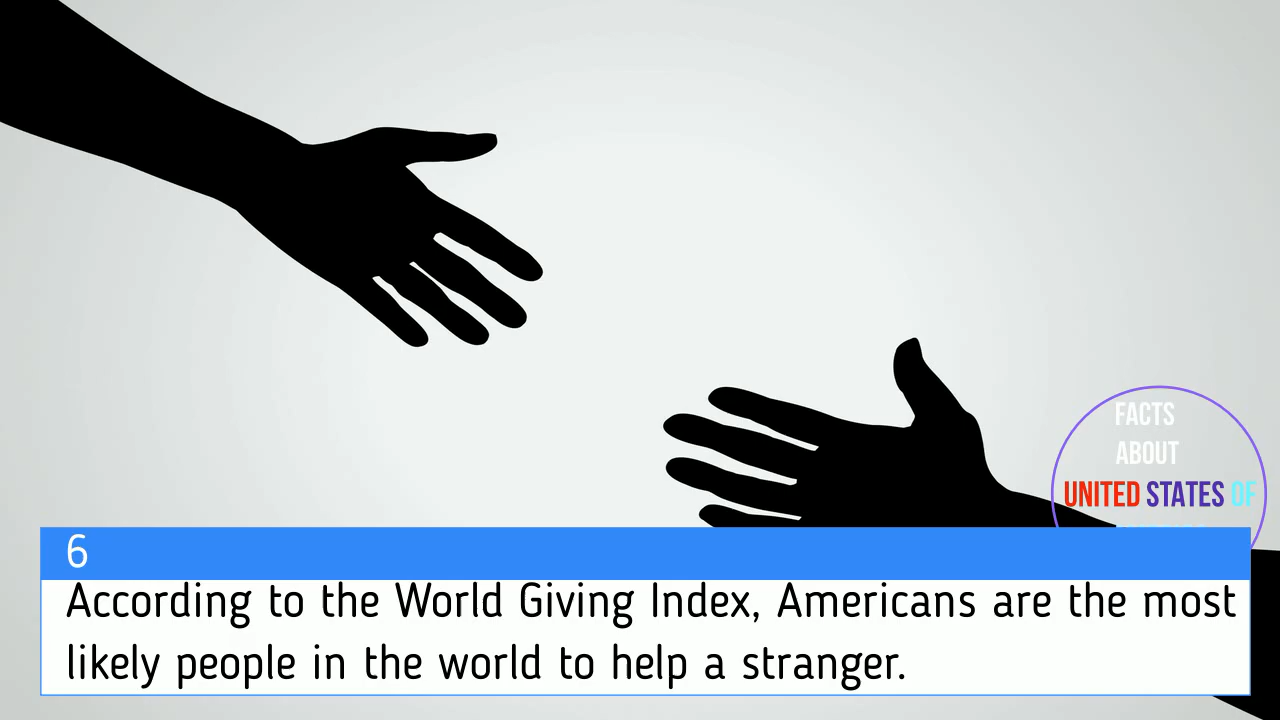 FACTS
ABOUT
UNITED STATES OF
6
According to the World Giving Index, Americans are the most
likely people in the world to help a stranger.